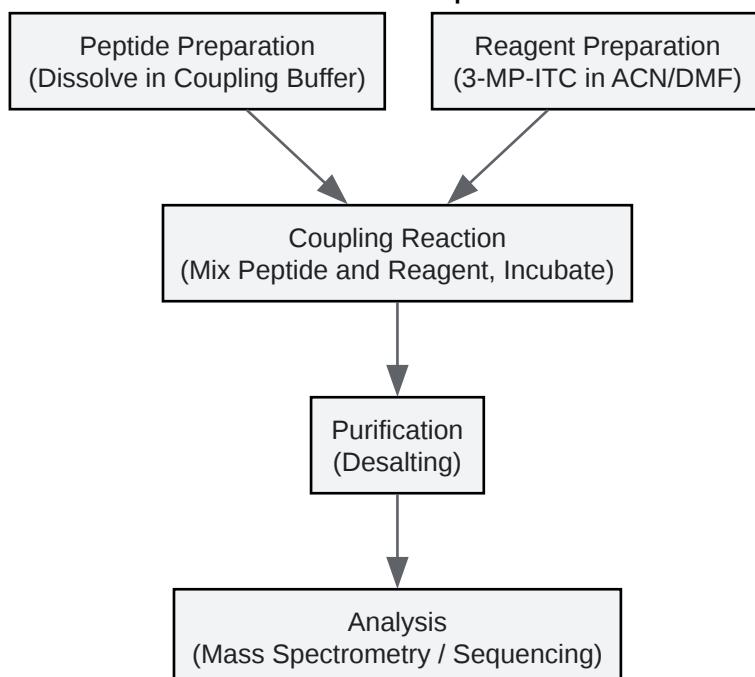 Peptide Preparation
(Dissolve in Coupling Buffer)
Reagent Preparation
(3-MP-ITC in ACN/DMF)
Coupling Reaction
(Mix Peptide and Reagent, Incubate)
Purification
(Desalting)
Analysis
(Mass Spectrometry / Sequencing)